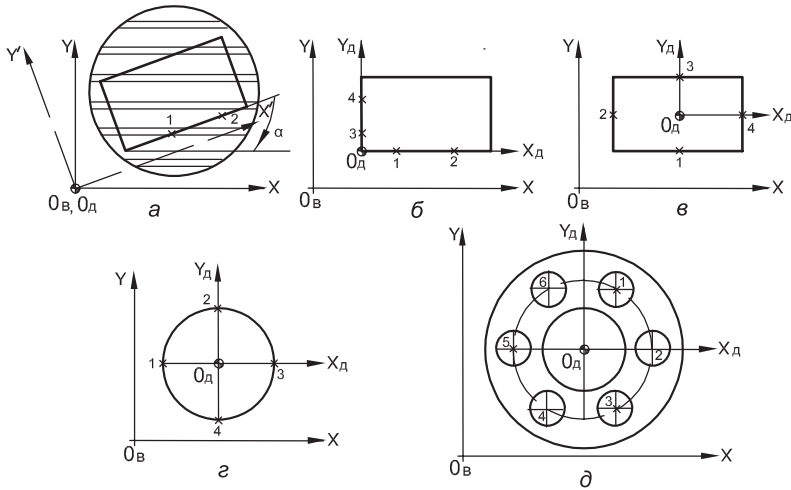 Y′ Y
1 2 X′ α
0В, 0Д X
а
Y YД
4
3
0Д 1 2 XД
0В X
б
Y YД
3
2 0Д 4 XД
1
0В X
в
Y YД
2
1 0Д 3 XД
4
0В X
г
Y YД
6 1
5 0Д 2 XД
4 3
0В X
д